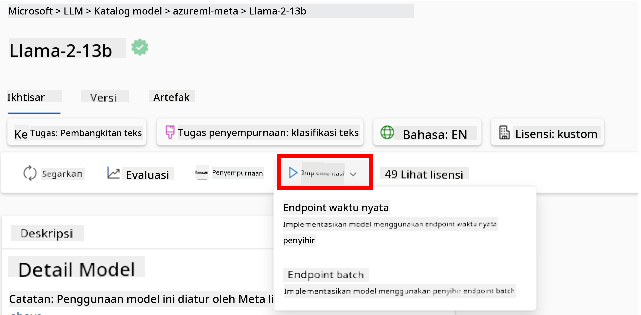 Microsoft > LLM > Katalog model > azureml-meta > Llama-2-13b
Llama-2-13b
Ikhtisar Versi Artefak
Ke Tugas: Pembangkitan teks Tugas penyempurnaan: klasifikasi teks Bahasa: EN Lisensi: kustom
Segarkan Evaluasi Penyempurnaan Implementasi 49 Lihat lisensi
Endpoint waktu nyata
Implementasikan model menggunakan endpoint waktu nyata
penyihir
Endpoint batch
Implementasikan model menggunakan penyihir endpoint batch
Deskripsi
Detail Model
Catatan: Penggunaan model ini diatur oleh Meta li